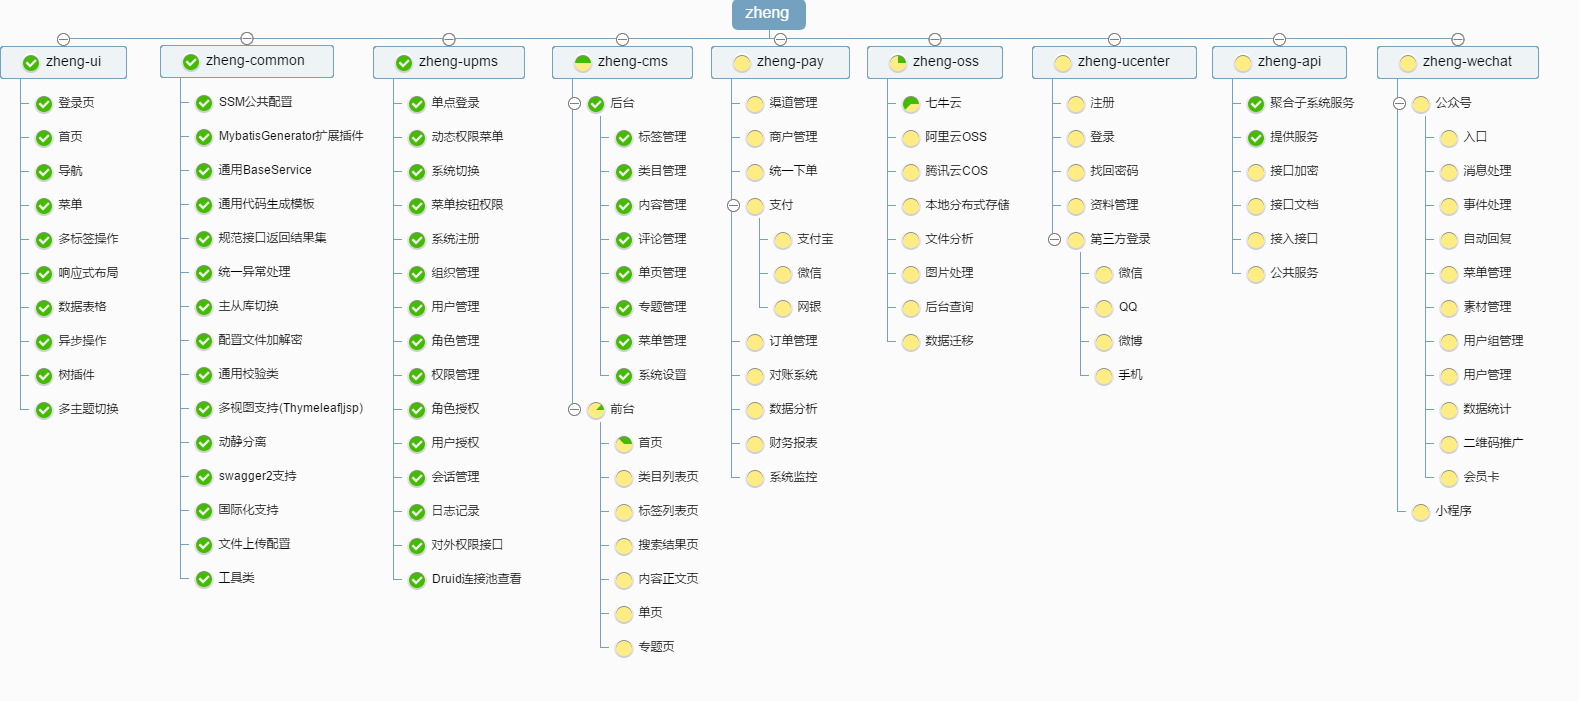 zheng
zheng-ui
登录页
首页
导航
菜单
多标签操作
响应式布局
数据表格
异步操作
树插件
多主题切换
zheng-common
SSM公共配置
MybatisGenerator扩展插件
通用BaseService
通用代码生成模板
规范接口返回结果集
统一异常处理
主从库切换
配置文件加解密
通用校验类
多视图支持(Thymeleafjsp)
动静分离
swagger2支持
国际化支持
文件上传配置
工具类
zheng-upms
单点登录
动态权限菜单
系统切换
菜单按钮权限
系统注册
组织管理
用户管理
角色管理
权限管理
角色授权
用户授权
会话管理
日志记录
对外权限接口
Druid连接池查看
zheng-cms
后台
标签管理
类目管理
内容管理
评论管理
单页管理
专题管理
菜单管理
系统设置
前台
首页
类目列表页
标签列表页
搜索结果页
内容正文页
单页
专题页
zheng-pay
渠道管理
商户管理
统一下单
支付
支付宝
微信
网银
订单管理
对账系统
数据分析
财务报表
系统监控
zheng-oss
七牛云
阿里云OSS
腾讯云COS
本地分布式存储
文件分析
图片处理
后台查询
数据迁移
zheng-ucenter
注册
登录
找回密码
资料管理
第三方登录
微信
QQ
微博
手机
zheng-api
聚合子系统服务
提供服务
接口加密
接口文档
接入接口
公共服务
zheng-wechat
公众号
入口
消息处理
事件处理
自动回复
菜单管理
素材管理
用户组管理
用户管理
数据统计
二维码推广
会员卡
小程序